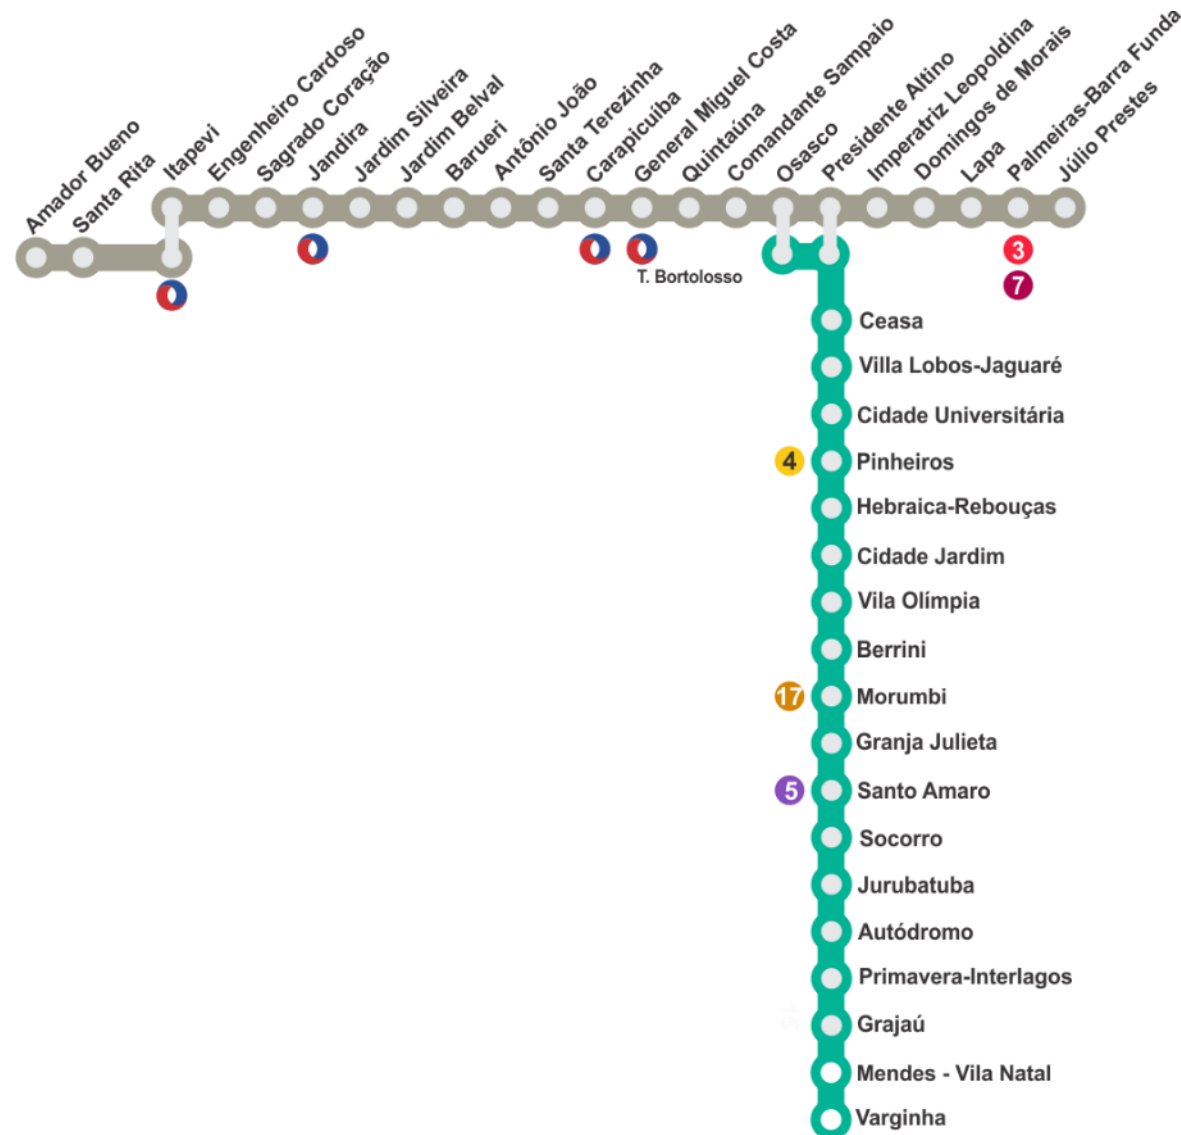 Amador Bueno
Santa Rita
Itapevi
Engenheiro Cardoso
Sagrado Coração
Jandira
Jardim Silveira
Jardim Belval
Barueri
Antônio João
Santa Terezinha
Carapicuíba
General Miguel Costa
Quintaúna
Comandante Sampaio
Osasco
Presidente Altino
Imperatriz Leopoldina
Domingos de Morais
Lapa
Palmeiras-Barra Funda
Júlio Prestes
3
T. Bortolosso
7
Ceasa
Villa Lobos-Jaguaré
Cidade Universitária
4 Pinheiros
Hebraica-Rebouças
Cidade Jardim
Vila Olímpia
Berrini
17 Morumbi
Granja Julieta
5 Santo Amaro
Socorro
Jurubatuba
Autódromo
Primavera-Interlagos
Grajaú
Mendes - Vila Natal
Varginha